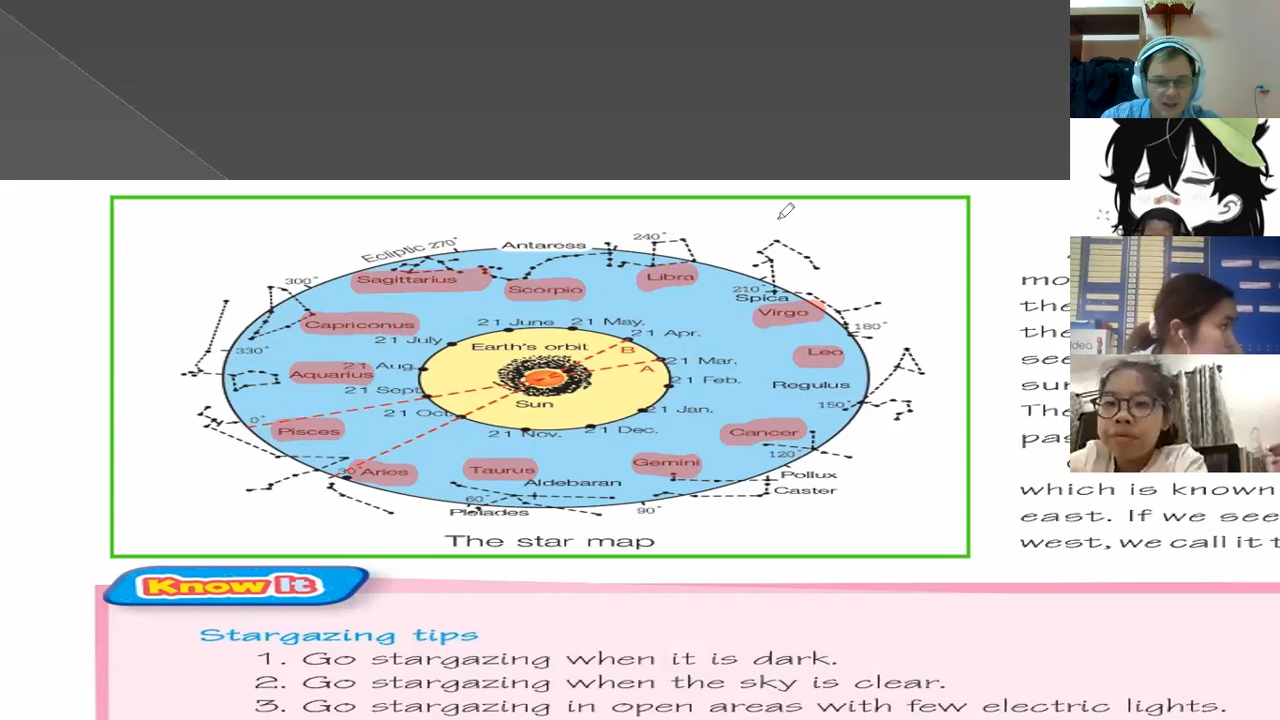 Ecliptic 270°
Antaross
240°
300°
Sagittarius
Scorpio
Libra
210°
Spica
Virgo
Capriconus
21 June
21 May.
21 Apr.
180°
21 July
Earth's orbit
B
330°
Aquarius
21 Aug.
21 Mar.
Leo
A
21 Sept
21 Feb.
Regulus
Sun
0°
21 Oct.
21 Jan.
150°
Pisces
21 Nov.
21 Dec.
Cancer
120°
30°
Aries
Taurus
Gemini
Aldebaran
Pollux
Caster
60°
Pleiades
90°
The star map
mo
the
the
see
sur
The
pas
which is known
east. If we see
west, we call it t
Know It
Stargazing tips
1. Go stargazing when it is dark.
2. Go stargazing when the sky is clear.
3. Go stargazing in open areas with few electric lights.